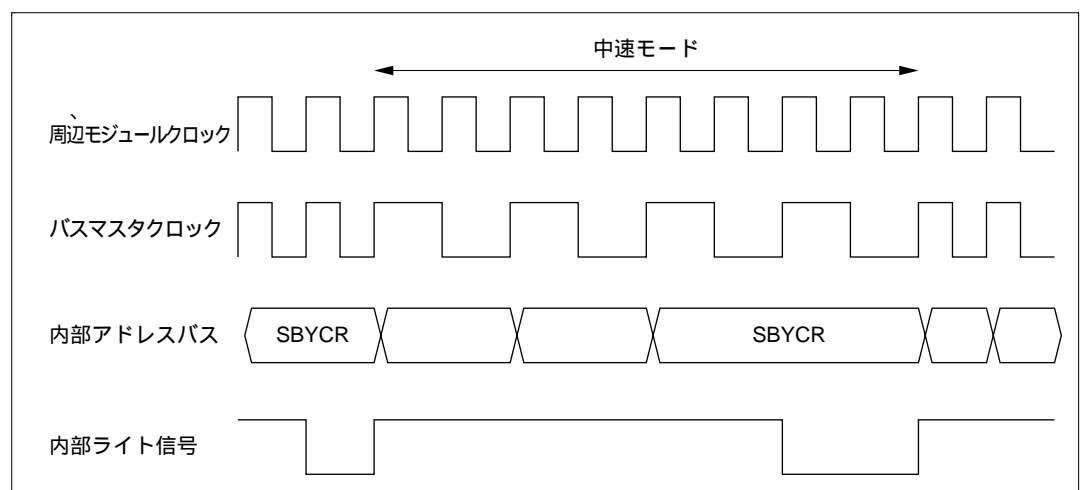 中速モード
、
周辺モジュールクロック
バスマスタクロック
内部アドレスバス
SBYCR
SBYCR
内部ライト信号